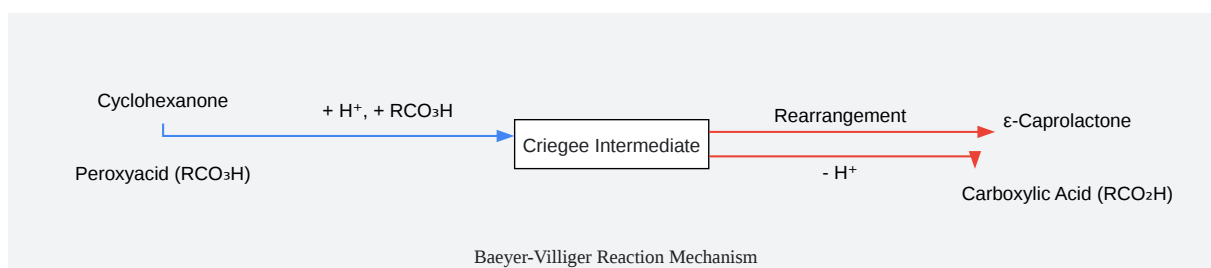 Cyclohexanone
Peroxyacid (RCO₃H)
+ H⁺, + RCO₃H
Criegee Intermediate
Rearrangement
- H⁺
ε-Caprolactone
Carboxylic Acid (RCO₂H)
Baeyer-Villiger Reaction Mechanism